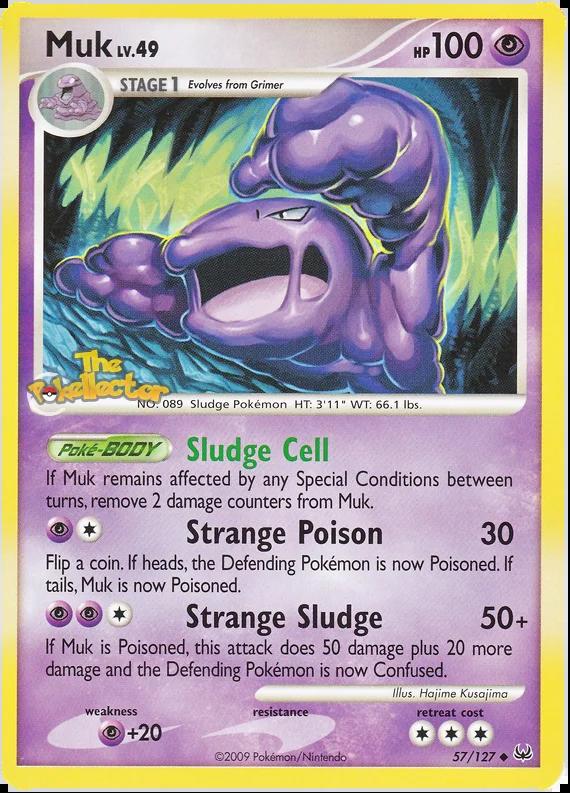 Muk LV.49 HP 100
STAGE 1 Evolves from Grimer
The
Pokellector
NO. 089 Sludge Pokémon HT: 3'11" WT: 66.1 lbs.
Poké-BODY Sludge Cell
If Muk remains affected by any Special Conditions between
turns, remove 2 damage counters from Muk.
Strange Poison 30
Flip a coin. If heads, the Defending Pokémon is now Poisoned. If
tails, Muk is now Poisoned.
Strange Sludge 50+
If Muk is Poisoned, this attack does 50 damage plus 20 more
damage and the Defending Pokémon is now Confused.
Illus. Hajime Kusajima
weakness resistance retreat cost
+20
©2009 Pokémon/Nintendo 57/127